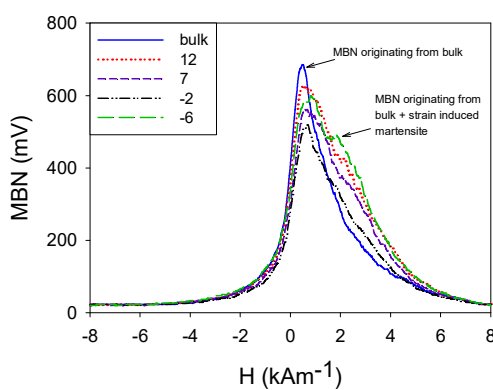 800
600
400
200
0
MBN (mV)
bulk
12
7
-2
-6
MBN originating from bulk
MBN originating from
bulk + strain induced
martensite
-8 -6 -4 -2 0 2 4 6 8
H (kAm-1)